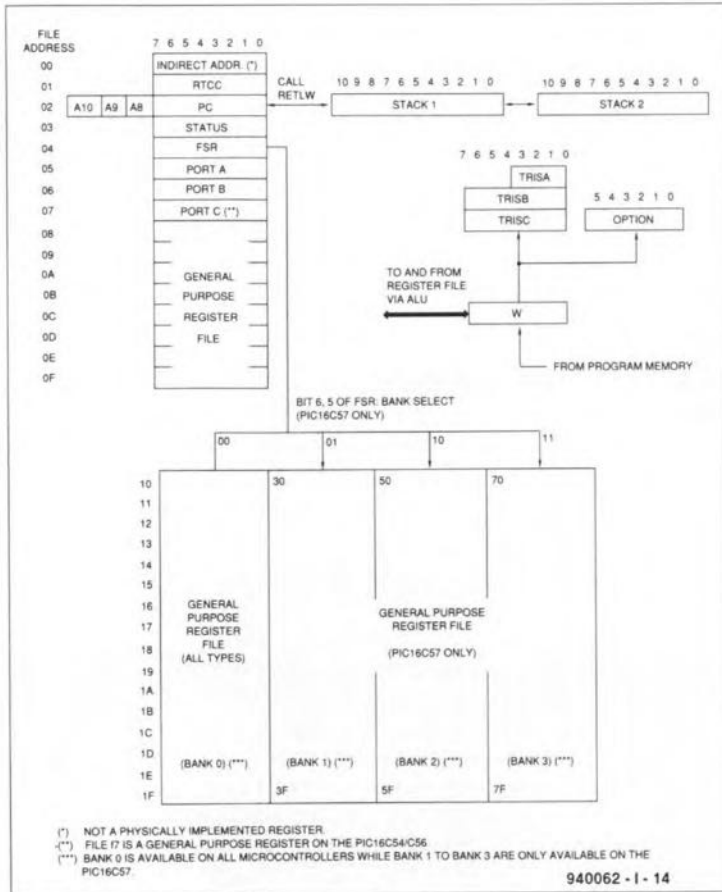 FILE
ADDRESS
7 6 5 4 3 2 1 0
00 INDIRECT ADDR. (*)
01 RTCC
02 A10 A9 A8 PC
03 STATUS
04 FSR
05 PORT A
06 PORT B
07 PORT C (**)
08
09
0A GENERAL
0B PURPOSE
0C REGISTER
0D FILE
0E
0F
CALL
RETLW
10 9 8 7 6 5 4 3 2 1 0
STACK 1
10 9 8 7 6 5 4 3 2 1 0
STACK 2
7 6 5 4 3 2 1 0
TRISA
TRISB
TRISC
5 4 3 2 1 0
OPTION
TO AND FROM
REGISTER FILE
VIA ALU
W
FROM PROGRAM MEMORY
BIT 6, 5 OF FSR: BANK SELECT
(PIC16C57 ONLY)
00 01 10 11
10 30 50 70
11
12
13
14
15
16
17
18
19
1A
1B
1C
1D
1E
1F 3F 5F 7F
GENERAL
PURPOSE
REGISTER
FILE
(ALL TYPES)
GENERAL PURPOSE
REGISTER FILE
(PIC16C57 ONLY)
(BANK 0) (***) (BANK 1) (***) (BANK 2) (***) (BANK 3) (***)
(*) NOT A PHYSICALLY IMPLEMENTED REGISTER.
-(**) FILE f7 IS A GENERAL PURPOSE REGISTER ON THE PIC16C54/C56
(***) BANK 0 IS AVAILABLE ON ALL MICROCONTROLLERS WHILE BANK 1 TO BANK 3 ARE ONLY AVAILABLE ON THE
PIC16C57.
940062 - I - 14